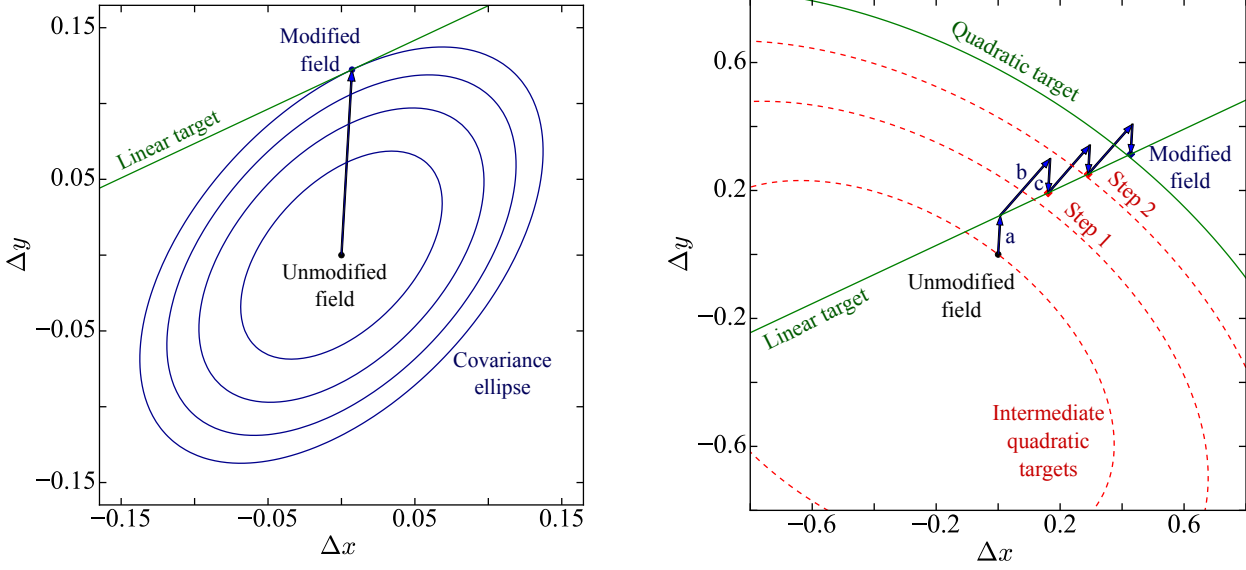 0.15
0.05
−0.05
−0.15
Δy
−0.15
−0.05
0.05
0.15
Δx
Modified
field
Linear target
Unmodified
field
Covariance
ellipse
0.6
0.2
−0.2
−0.6
Δy
−0.6
−0.2
0.2
0.6
Δx
Quadratic target
b
c
a
Modified
field
Step 2
Step 1
Unmodified
field
Linear target
Intermediate
quadratic
targets